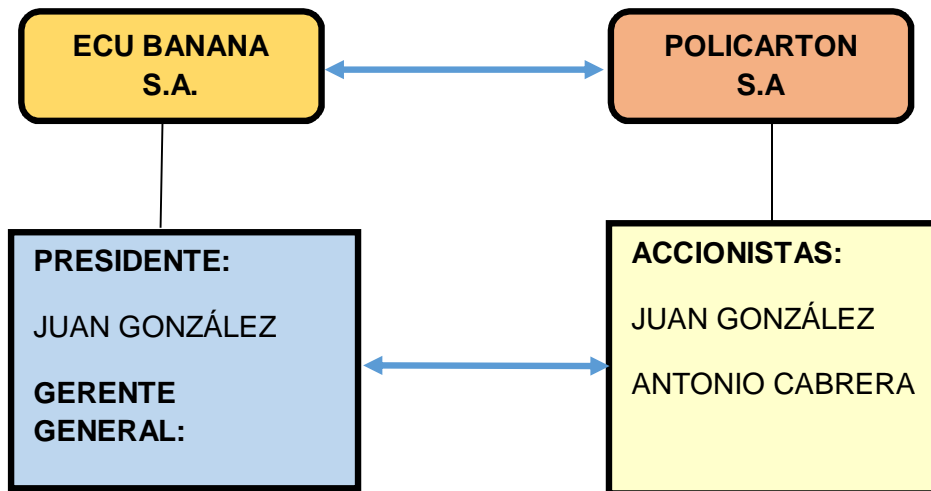 ECU BANANA
S.A.
POLICARTON
S.A
PRESIDENTE:
JUAN GONZÁLEZ
GERENTE
GENERAL:
ACCIONISTAS:
JUAN GONZÁLEZ
ANTONIO CABRERA